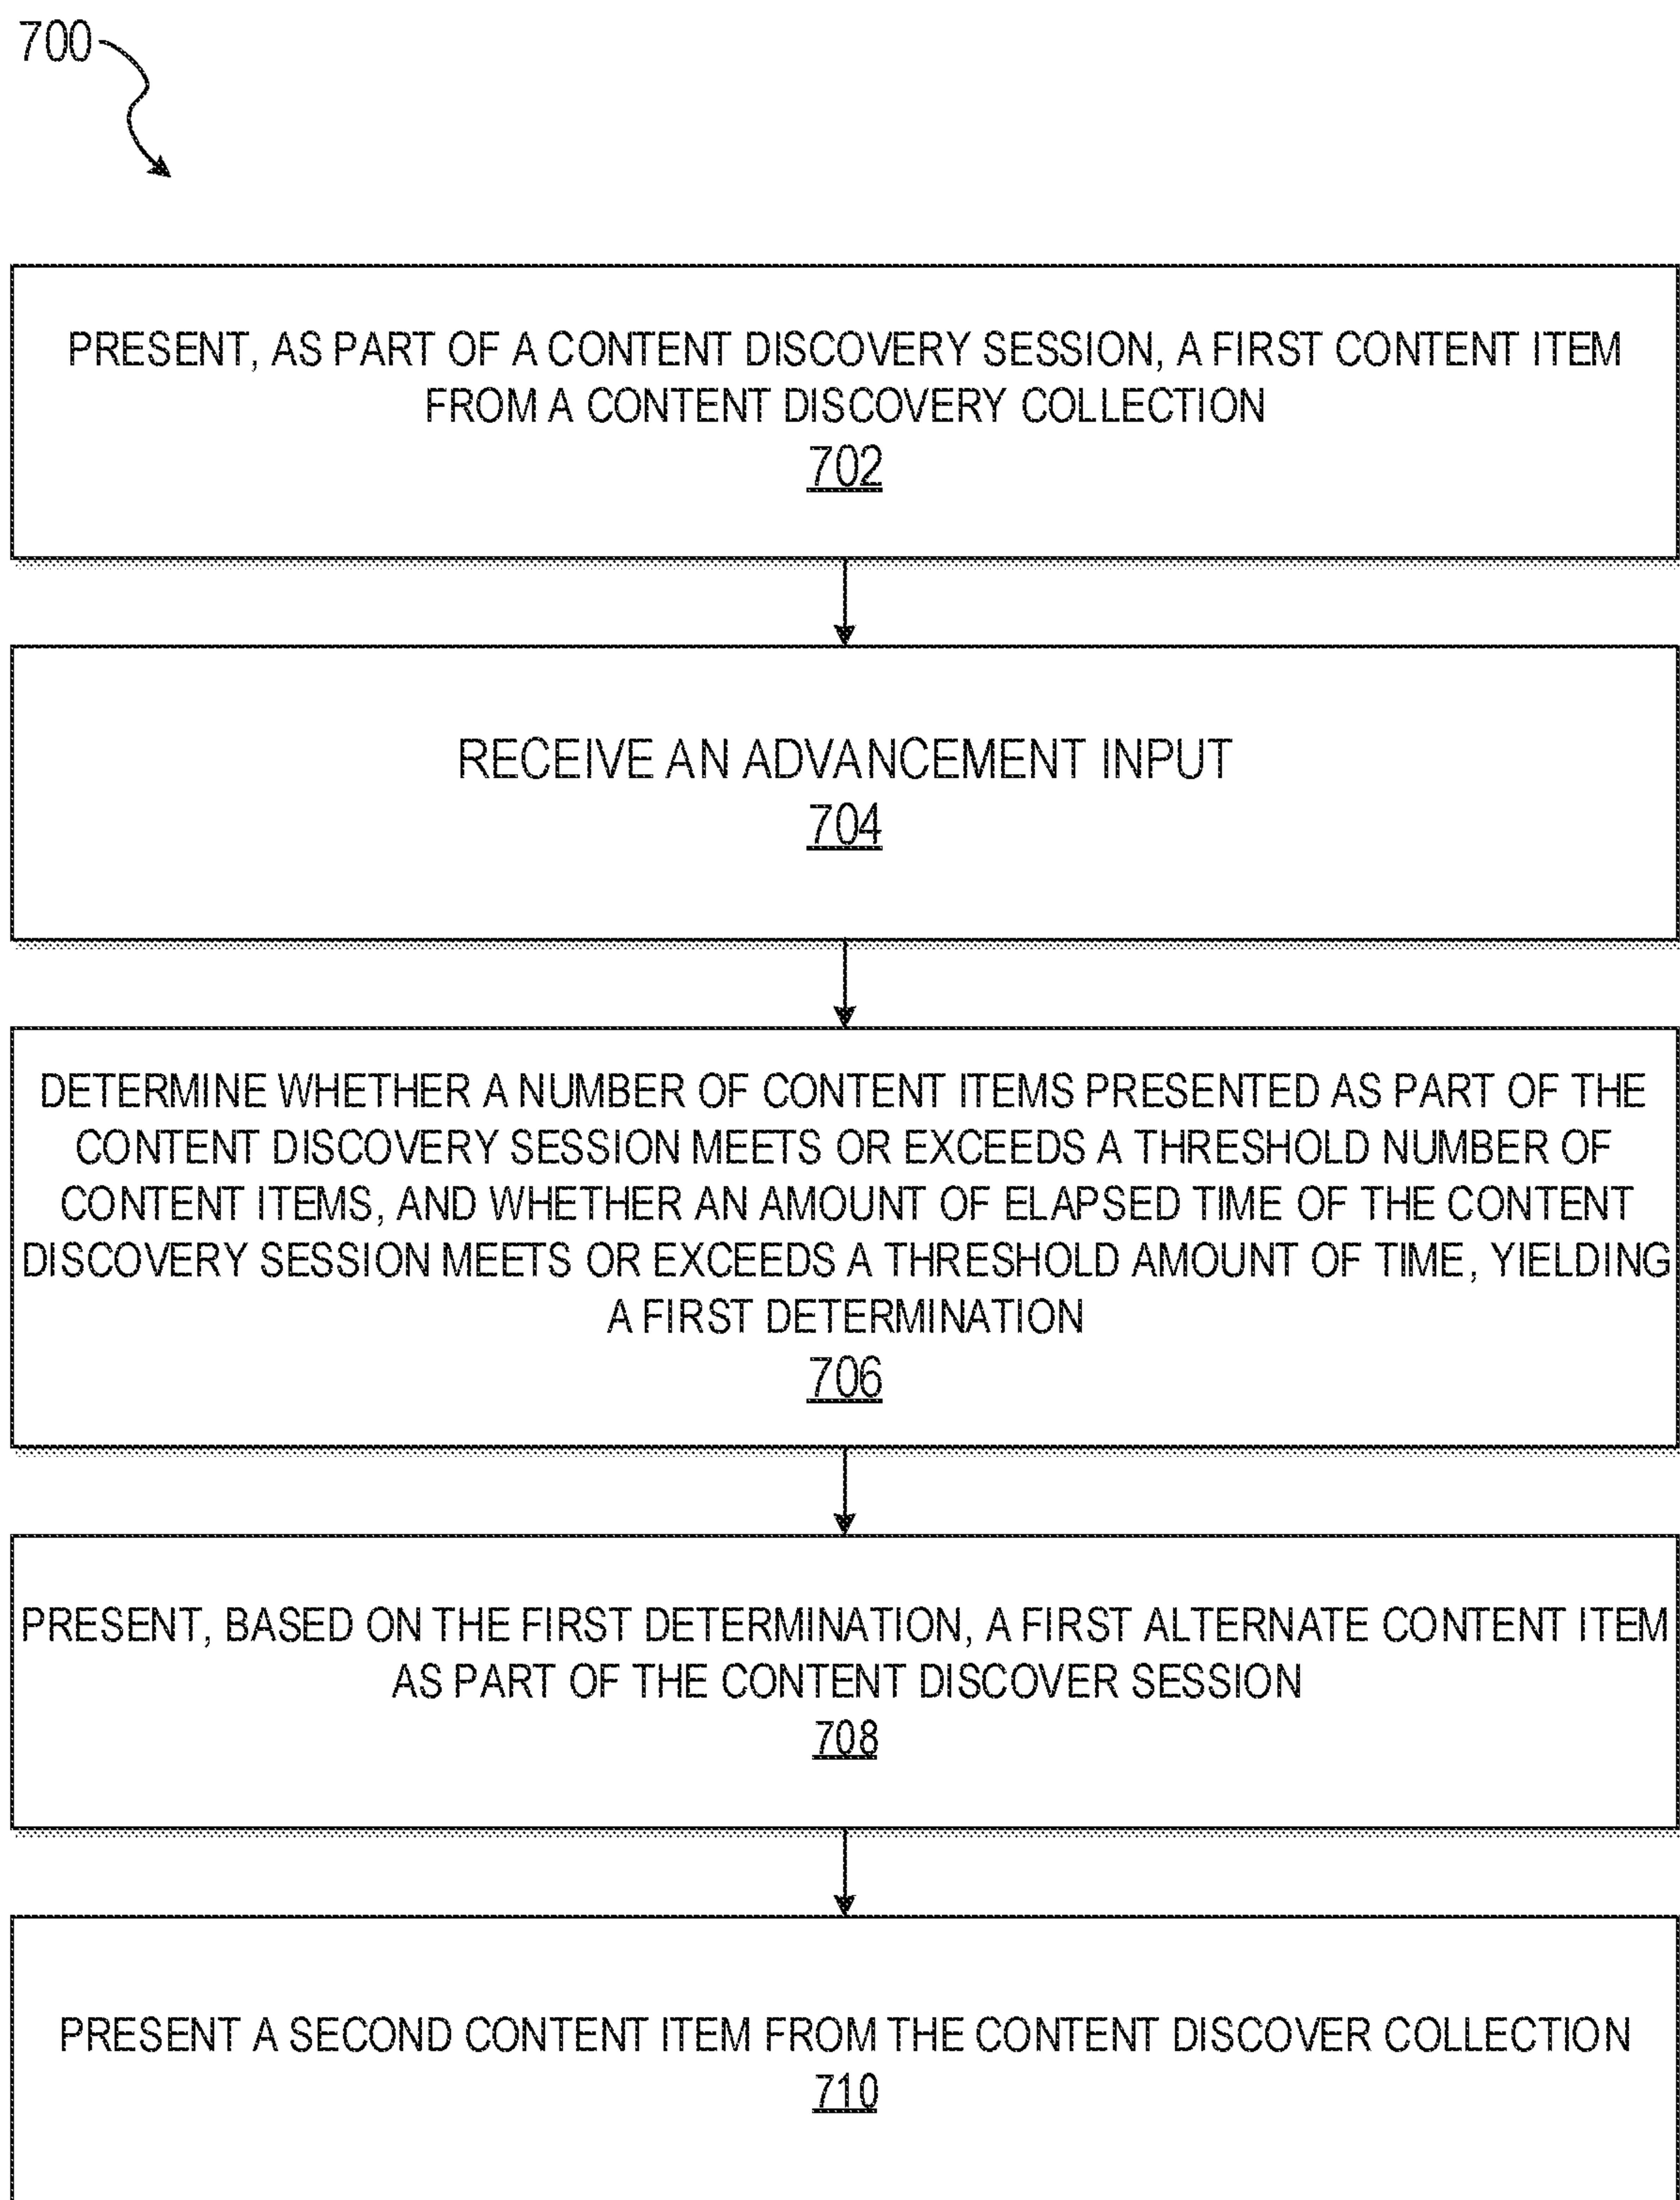 700
PRESENT, AS PART OF A CONTENT DISCOVERY SESSION, A FIRST CONTENT ITEM
FROM A CONTENT DISCOVERY COLLECTION
702
RECEIVE AN ADVANCEMENT INPUT
704
DETERMINE WHETHER A NUMBER OF CONTENT ITEMS PRESENTED AS PART OF THE
CONTENT DISCOVERY SESSION MEETS OR EXCEEDS A THRESHOLD NUMBER OF
CONTENT ITEMS, AND WHETHER AN AMOUNT OF ELAPSED TIME OF THE CONTENT
DISCOVERY SESSION MEETS OR EXCEEDS A THRESHOLD AMOUNT OF TIME, YIELDING
A FIRST DETERMINATION
706
PRESENT, BASED ON THE FIRST DETERMINATION, A FIRST ALTERNATE CONTENT ITEM
AS PART OF THE CONTENT DISCOVER SESSION
708
PRESENT A SECOND CONTENT ITEM FROM THE CONTENT DISCOVER COLLECTION
710